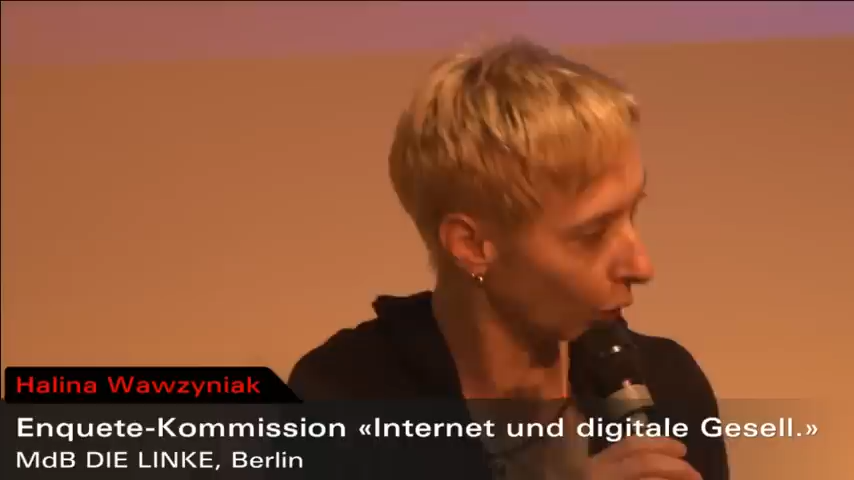 Halina Wawzyniak
Enquete-Kommission «Internet und digitale Gesell.»
MdB DIE LINKE, Berlin